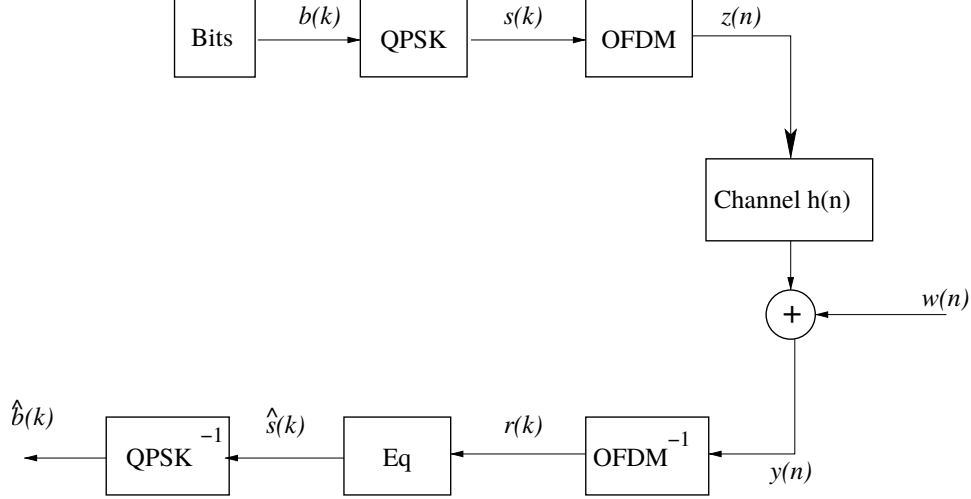 b(k)
s(k)
z(n)
Bits
QPSK
OFDM
Channel h(n)
w(n)
+
b̂(k)
ŝ(k)
r(k)
QPSK⁻¹
Eq
OFDM⁻¹
y(n)